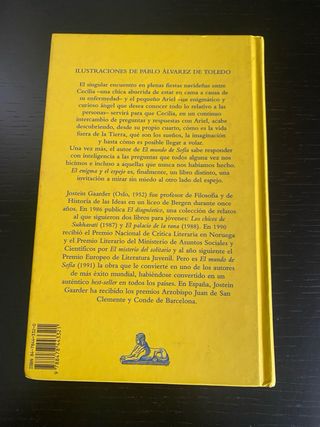 ILUSTRACIONES DE PABLO ÁLVAREZ DE TOLEDO
El singular encuentro en plenas fiestas navideñas entre
Cecilia –una chica aburrida de estar en cama a causa de
su enfermedad– y el pequeño Ariel –un enigmático y
curioso ángel que desea conocer todo lo relativo a las
personas– servirá para que Cecilia, en un continuo
intercambio de preguntas y respuestas con Ariel, acabe
descubriendo, desde su propio cuarto, cómo es la vida
fuera de la Tierra, qué son los sueños, la imaginación
y hasta cómo es posible llegar a volar.
Una vez más, el autor de El mundo de Sofía sabe responder
con inteligencia a las preguntas que todos alguna vez nos
hicimos e incluso a aquellas que nunca nos habíamos hecho.
El enigma y el espejo es, finalmente, un libro distinto, una
invitación a mirar sin miedo al otro lado del espejo.
Jostein Gaarder (Oslo, 1952) fue profesor de Filosofía y de
Historia de las Ideas en un liceo de Bergen durante once
años. En 1986 publica El diagnóstico, una colección de relatos
al que siguieron dos libros para jóvenes: Los chicos de
Sukhavati (1987) y El palacio de la rana (1988). En 1990
recibió el Premio Nacional de Crítica Literaria en Noruega
y el Premio Literario del Ministerio de Asuntos Sociales y
Científicos por El misterio del solitario y al año siguiente el
Premio Europeo de Literatura Juvenil. Pero es El mundo de
Sofía (1991) la obra que le convierte en uno de los autores
de más éxito mundial, habiéndose convertido en un
auténtico best-seller en todos los países. En España, Jostein
Gaarder ha recibido los premios Arzobispo Juan de San
Clemente y Conde de Barcelona.